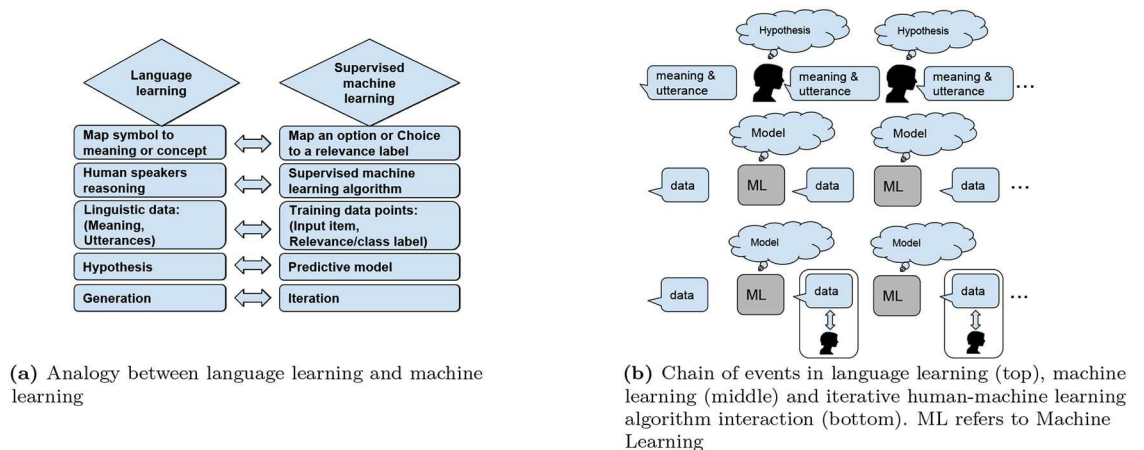 Language
learning
Supervised
machine
learning
Map symbol to
meaning or concept
Map an option or Choice
to a relevance label
Human speakers
reasoning
Supervised machine
learning algorithm
Linguistic data:
(Meaning,
Utterances)
Training data points:
(Input item,
Relevance/class label)
Hypothesis
Predictive model
Generation
Iteration
(a) Analogy between language learning and machine
learning
Hypothesis
Hypothesis
meaning &
utterance
meaning &
utterance
meaning &
utterance
...
Model
Model
data
ML
data
ML
data
...
Model
Model
data
ML
data
ML
data
...
(b) Chain of events in language learning (top), machine
learning (middle) and iterative human-machine learning
algorithm interaction (bottom). ML refers to Machine
Learning